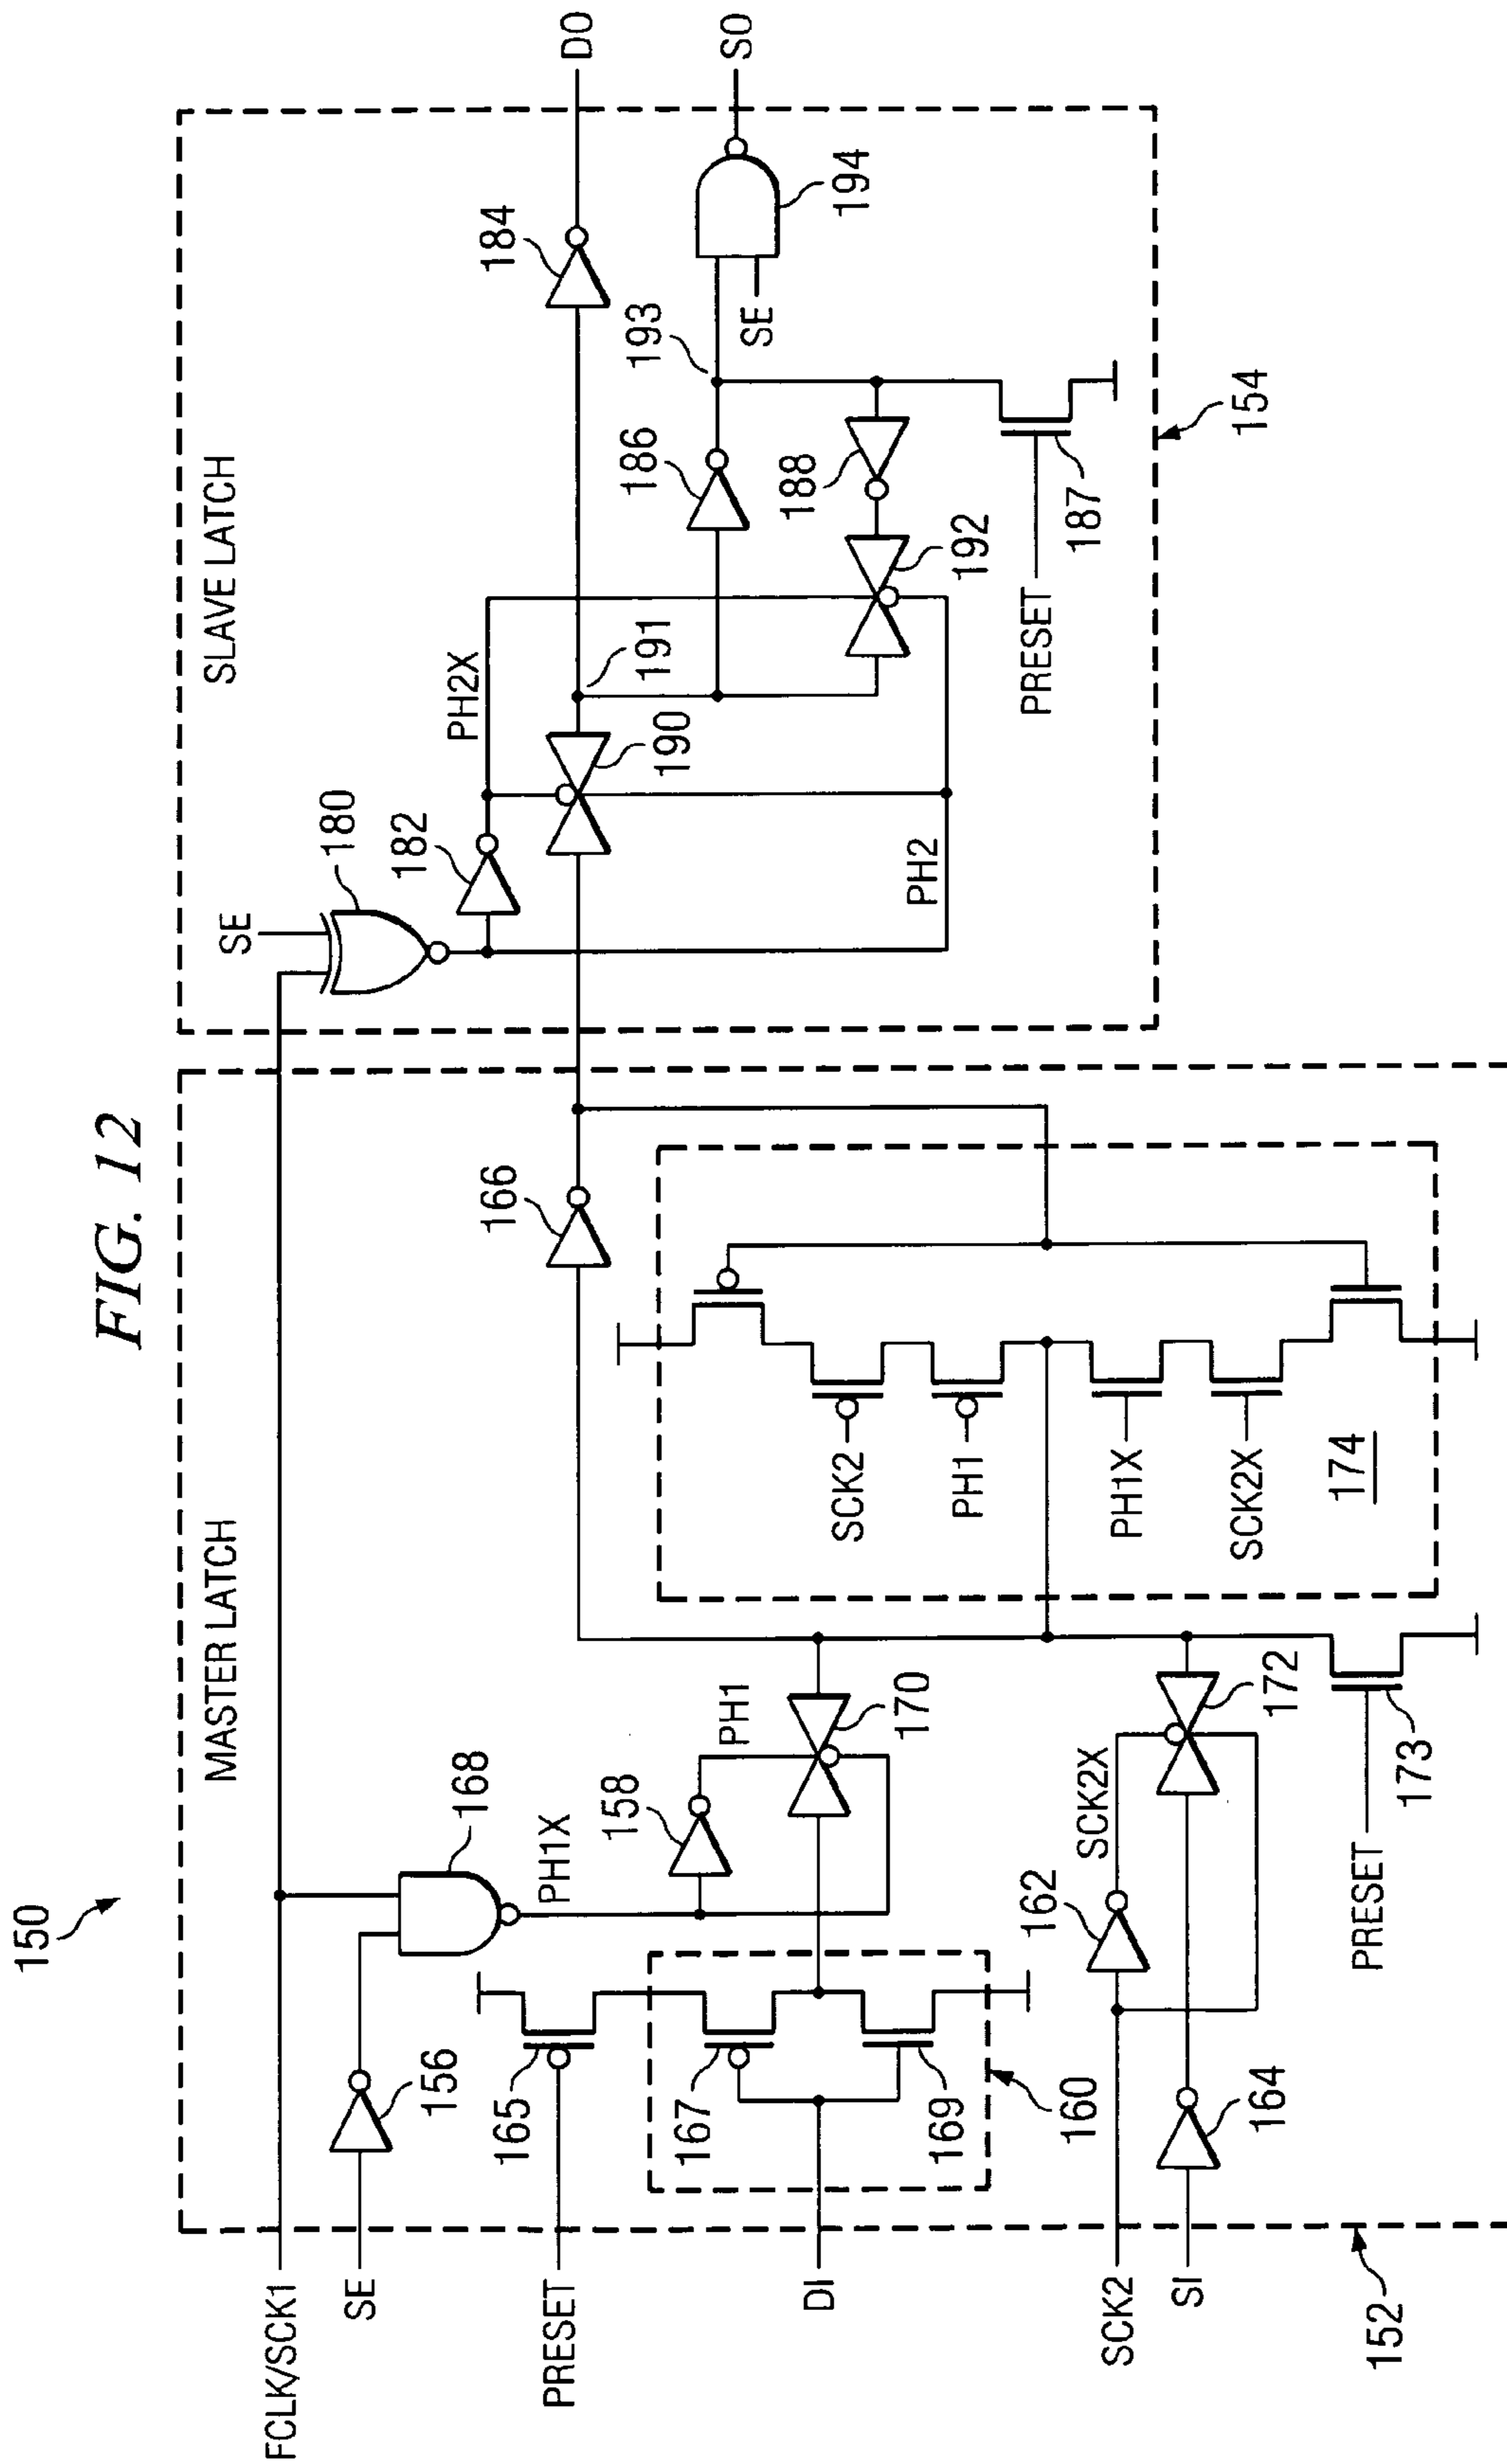 FIG. 12
150
MASTER LATCH
SLAVE LATCH
FCLK/SCK1
SE
156
168
PH1X
158
PH1
170
PRESET
165
167
169
160
DI
SCK2
162
SCK2X
SI
164
172
PRESET
173
152
166
SCK2
PH1
PH1X
SCK2X
174
SE
180
182
PH2X
190
191
PH2
184
DO
186
193
188
192
SE
194
SO
PRESET
187
154